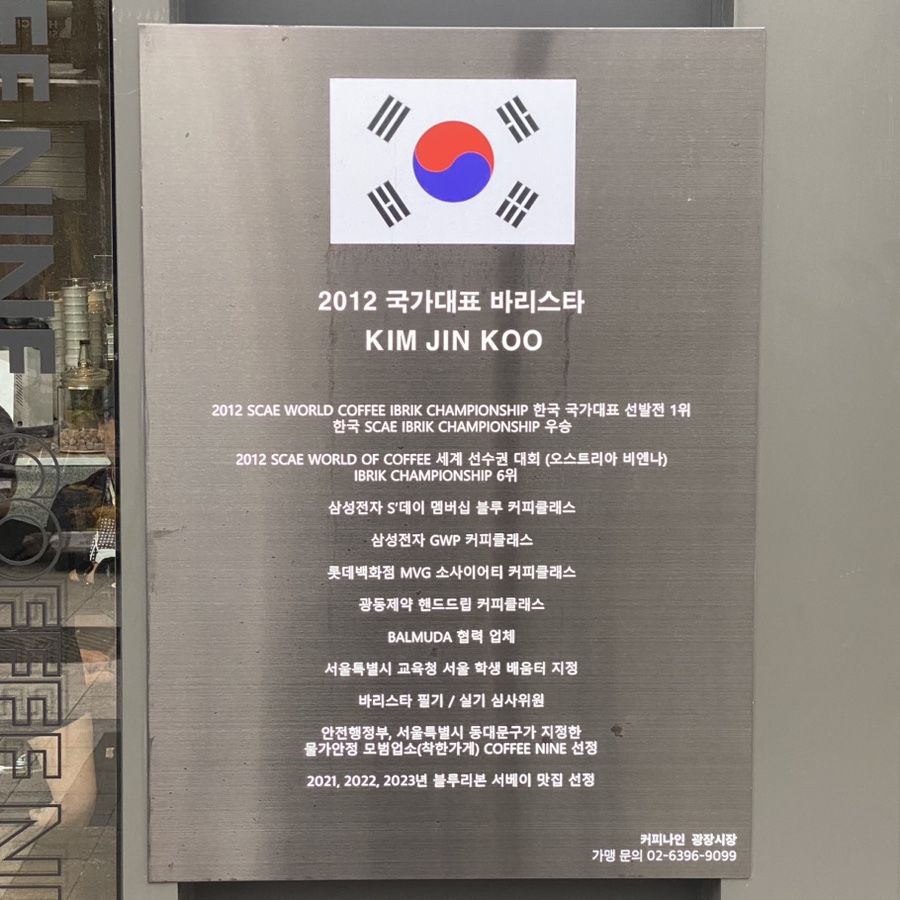 2012 국가대표 바리스타
KIM JIN KOO
2012 SCAE WORLD COFFEE IBRIK CHAMPIONSHIP 한국 국가대표 선발전 1위
한국 SCAE IBRIK CHAMPIONSHIP 우승
2012 SCAE WORLD OF COFFEE 세계 선수권 대회 (오스트리아 비엔나)
IBRIK CHAMPIONSHIP 6위
삼성전자 S'데이 멤버십 블루 커피클래스
삼성전자 GWP 커피클래스
롯데백화점 MVG 소사이어티 커피클래스
광동제약 핸드드립 커피클래스
BALMUDA 협력 업체
서울특별시 교육청 서울 학생 배움터 지정
바리스타 필기 / 실기 심사위원
안전행정부, 서울특별시 동대문구가 지정한
물가안정 모범업소(착한가게) COFFEE NINE 선정
2021, 2022, 2023년 블루리본 서베이 맛집 선정
커피나인 광장시장
가맹 문의 02-6396-9099
EE NINE
COFFEE NIN